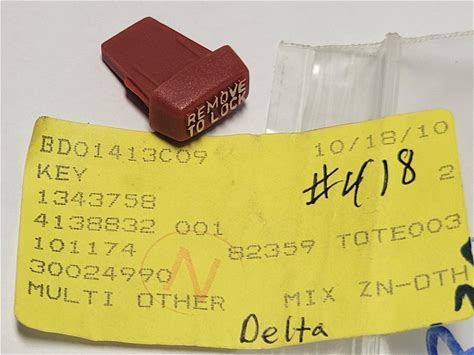 REMOVE
TO LOCK
BD01413C09 10/18/10
KEY #418
1343758 2
4138832 001
101174 82359 TOTE003
30024990 N
MULTI OTHER MIX ZN-OTH
Delta